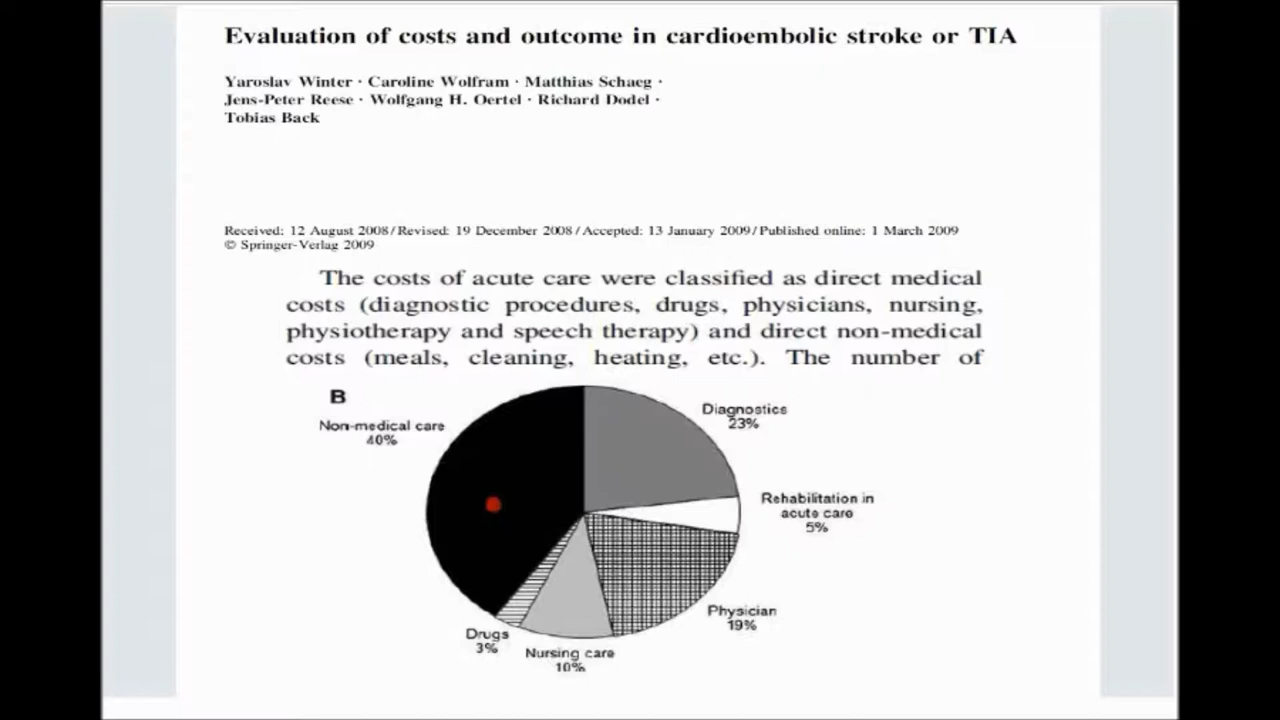 Evaluation of costs and outcome in cardioembolic stroke or TIA
Yaroslav Winter · Caroline Wolfram · Matthias Schaeg ·
Jens-Peter Reese · Wolfgang H. Oertel · Richard Dodel ·
Tobias Back
Received: 12 August 2008 / Revised: 19 December 2008 / Accepted: 13 January 2009 / Published online: 1 March 2009
© Springer-Verlag 2009
The costs of acute care were classified as direct medical
costs (diagnostic procedures, drugs, physicians, nursing,
physiotherapy and speech therapy) and direct non-medical
costs (meals, cleaning, heating, etc.). The number of
B
Non-medical care
40%
Diagnostics
23%
Rehabilitation in
acute care
5%
Physician
19%
Drugs
3%
Nursing care
10%